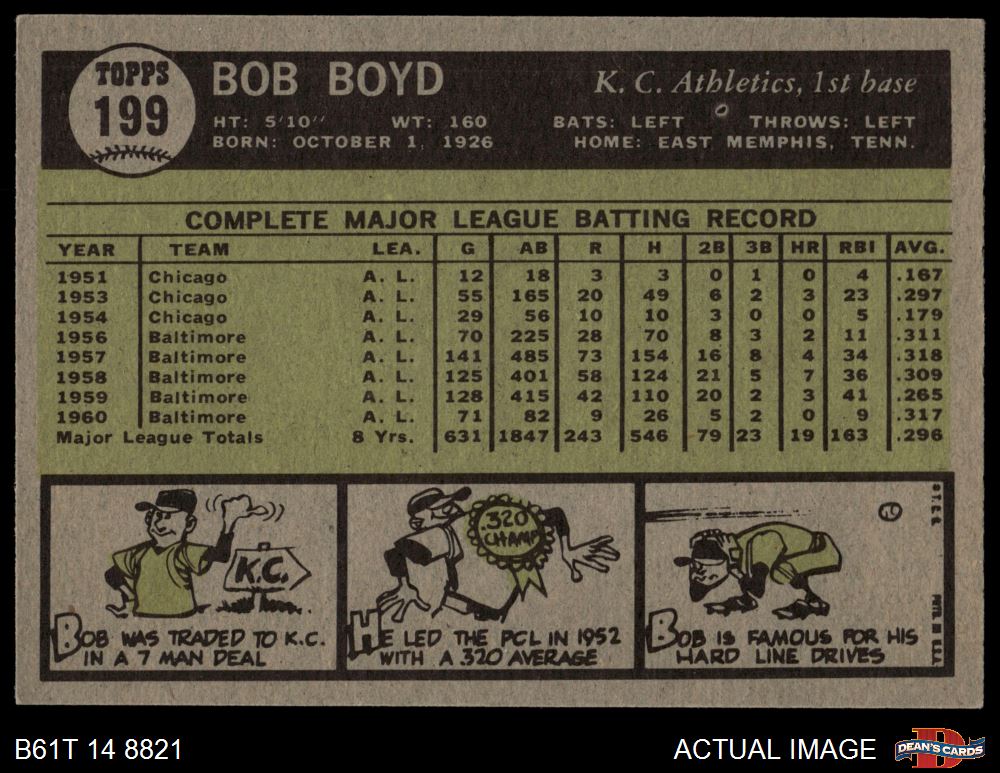 TOPPS
199
BOB BOYD
K. C. Athletics, 1st base
HT: 5'10" WT: 160 BATS: LEFT THROWS: LEFT
BORN: OCTOBER 1, 1926 HOME: EAST MEMPHIS, TENN.
COMPLETE MAJOR LEAGUE BATTING RECORD
YEAR TEAM LEA. G AB R H 2B 3B HR RBI AVG.
1951 Chicago A. L. 12 18 3 3 0 1 0 4 .167
1953 Chicago A. L. 55 165 20 49 6 2 3 23 .297
1954 Chicago A. L. 29 56 10 10 3 0 0 5 .179
1956 Baltimore A. L. 70 225 28 70 8 3 2 11 .311
1957 Baltimore A. L. 141 485 73 154 16 8 4 34 .318
1958 Baltimore A. L. 125 401 58 124 21 5 7 36 .309
1959 Baltimore A. L. 128 415 42 110 20 2 3 41 .265
1960 Baltimore A. L. 71 82 9 26 5 2 0 9 .317
Major League Totals 8 Yrs. 631 1847 243 546 79 23 19 163 .296
K.C.
BOB WAS TRADED TO K.C.
IN A 7 MAN DEAL
.320
CHAMP
HE LED THE PCL IN 1952
WITH A .320 AVERAGE
BOB IS FAMOUS FOR HIS
HARD LINE DRIVES
B61T 14 8821
ACTUAL IMAGE
DEAN'S CARDS